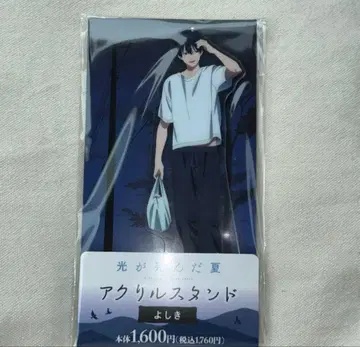 光が死んだ夏
アクリルスタンド
よしき
本体1,600円(税込1,760円)